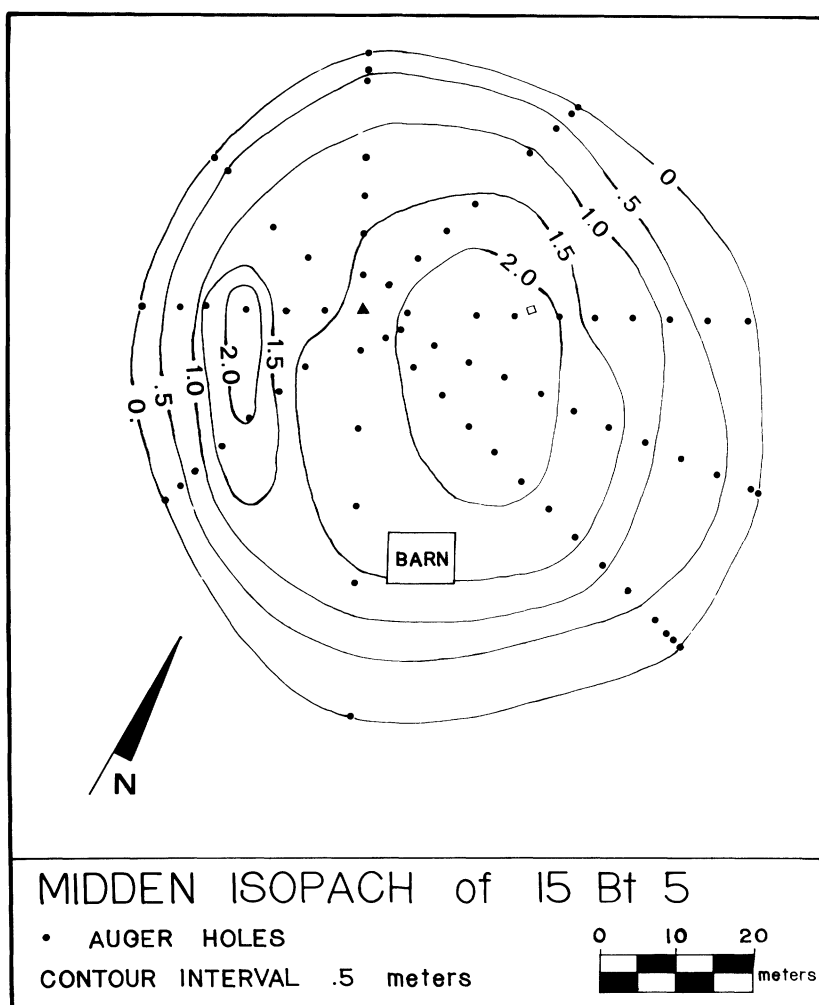 0
.5
1.0
1.5
2.0
2.0
1.5
1.0
.5
0.
BARN
N
MIDDEN ISOPACH of 15 Bt 5
• AUGER HOLES
CONTOUR INTERVAL .5 meters
0 10 20
meters